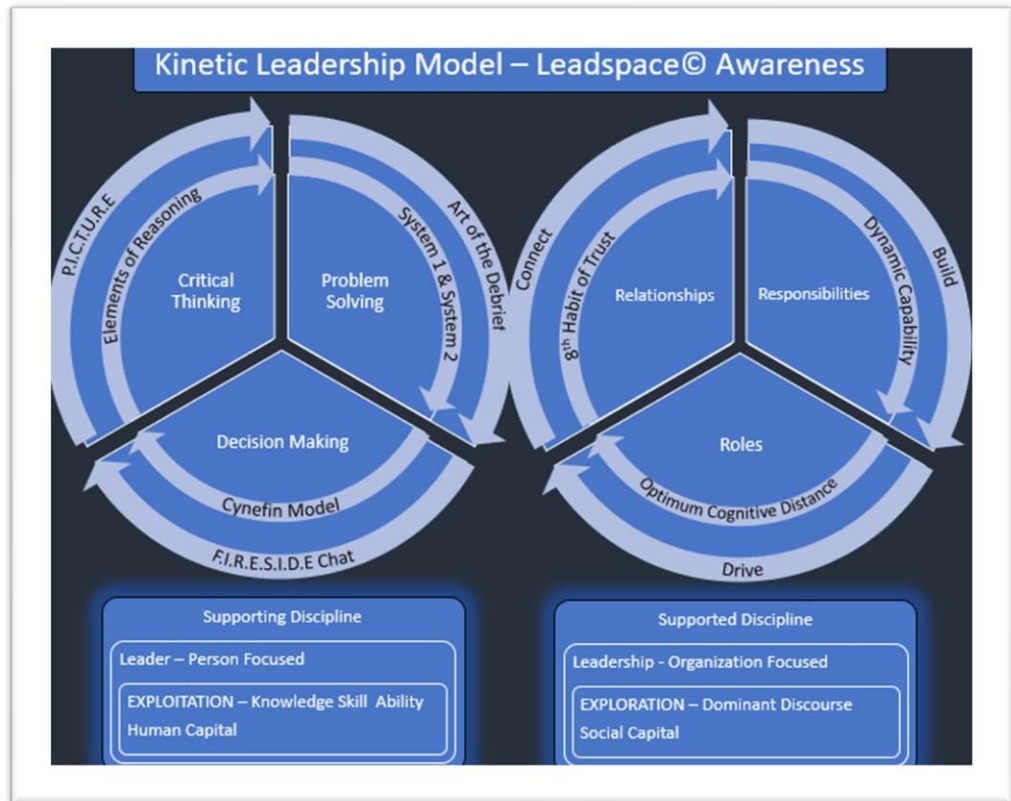 Kinetic Leadership Model – Leadspace© Awareness
P.I.C.T.U.R.E
Elements of Reasoning
Critical
Thinking
Problem
Solving
System 1 & System 2
Art of the Debrief
Decision Making
Cynefin Model
F.I.R.E.S.I.D.E Chat
Connect
8th Habit of Trust
Relationships
Responsibilities
Dynamic Capability
Build
Roles
Optimum Cognitive Distance
Drive
Supporting Discipline
Leader – Person Focused
EXPLOITATION – Knowledge Skill Ability
Human Capital
Supported Discipline
Leadership - Organization Focused
EXPLORATION – Dominant Discourse
Social Capital